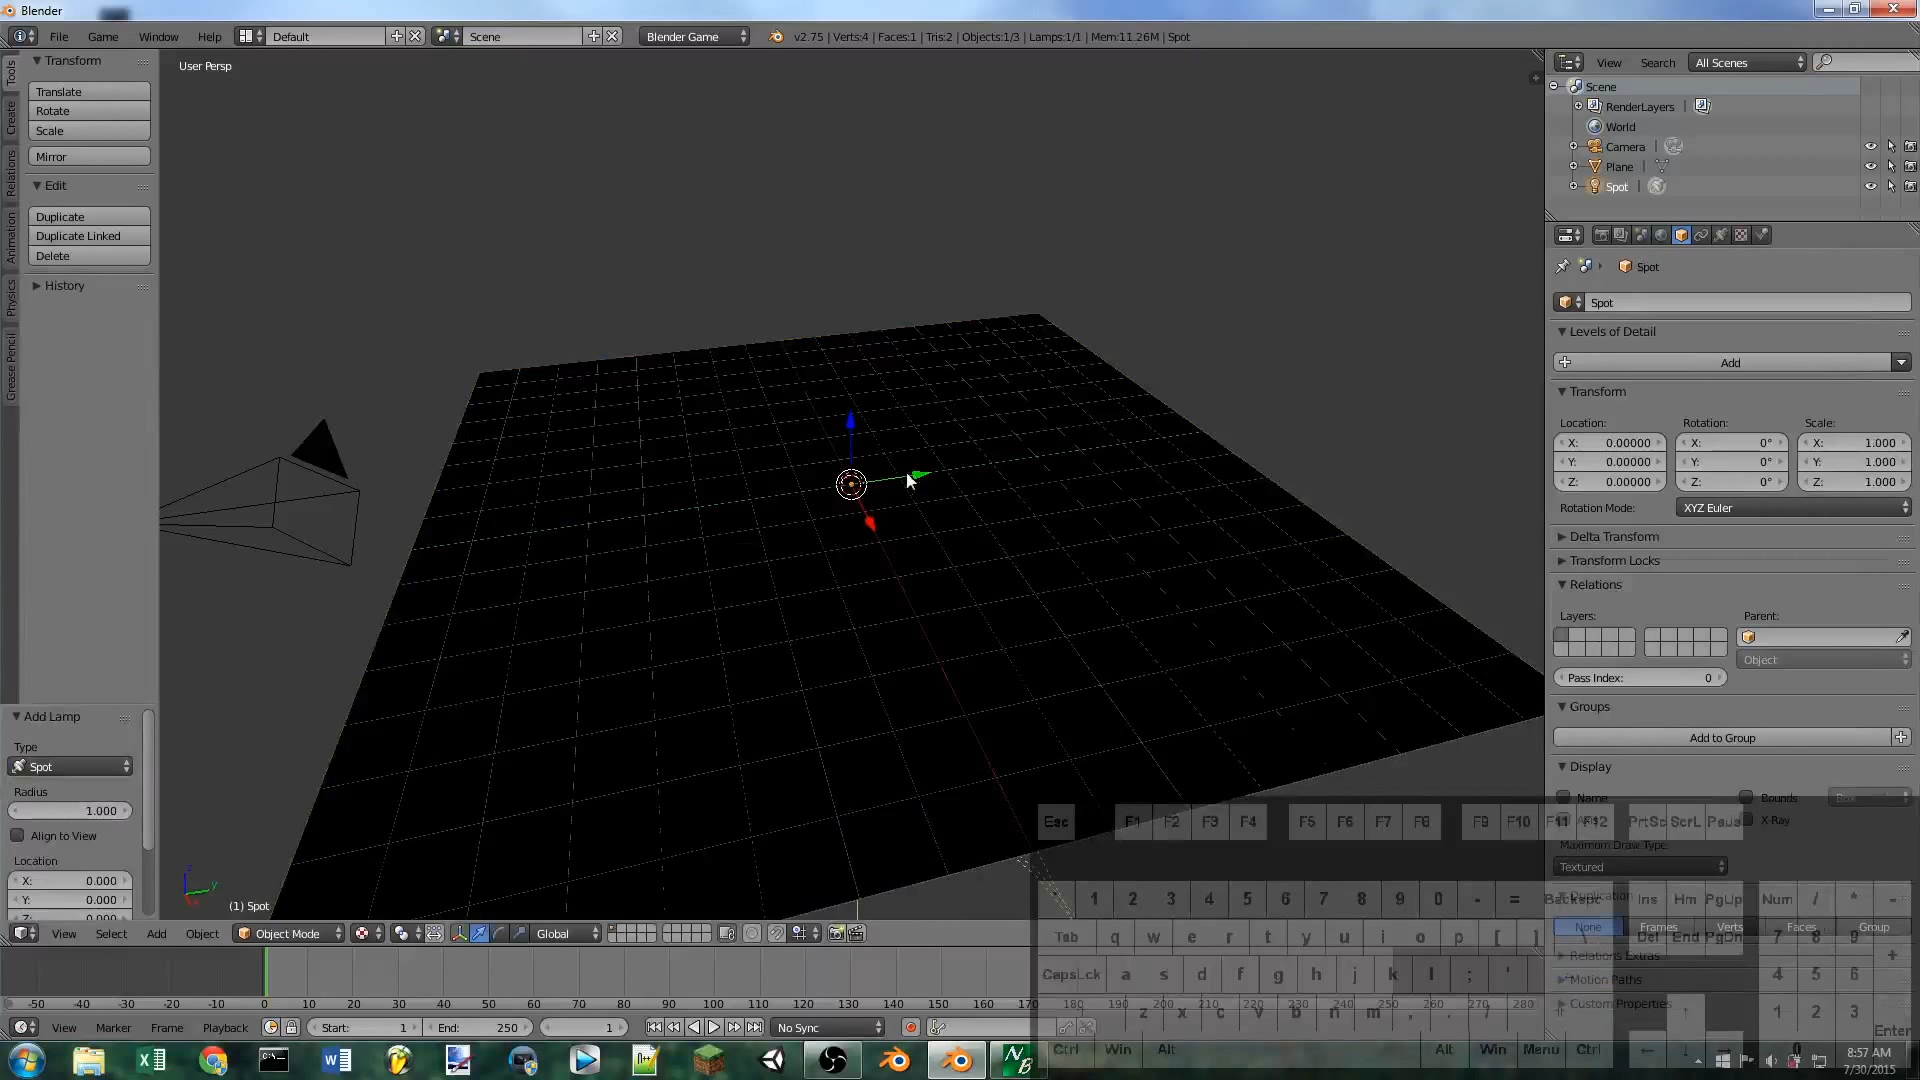 Blender
File Game Window Help Default Scene Blender Game v2.75 | Verts:4 | Faces:1 | Tris:2 | Objects:1/3 | Lamps:1/1 | Mem:11.26M | Spot
Tools
Create
Relations
Animation
Physics
Grease Pencil
Transform
Translate
Rotate
Scale
Mirror
Edit
Duplicate
Duplicate Linked
Delete
History
Add Lamp
Type
Spot
Radius
1.000
Align to View
Location
X: 0.000
Y: 0.000
Z: 0.000
User Persp
(1) Spot
View Search All Scenes
Scene
RenderLayers |
World
Camera |
Plane |
Spot |
Spot
Spot
Levels of Detail
Add
Transform
Location: Rotation: Scale:
X: 0.00000 X: 0° X: 1.000
Y: 0.00000 Y: 0° Y: 1.000
Z: 0.00000 Z: 0° Z: 1.000
Rotation Mode: XYZ Euler
Delta Transform
Transform Locks
Relations
Layers: Parent:
Object:
Pass Index: 0
Groups
Add to Group
Display
Name Bounds Box
X-Ray
Maximum Draw Type:
Textured
Duplication
None Frames Verts Faces Group
Relations Extras
Motion Paths
Custom Properties
Esc F1 F2 F3 F4 F5 F6 F7 F8 F9 F10 F11 F12 PrtSc ScrL Paus
1 2 3 4 5 6 7 8 9 0 - = Backspc Ins Hm PgUp Num / * -
Tab q w e r t y u i o p [ ] \ Del End PgDn 7 8 9 +
CapsLck a s d f g h j k l ; ' 4 5 6
z x c v b n m , . / ↑ 1 2 3 Enter
Ctrl Win Alt Alt Win Menu Ctrl ← ↓ → 0
View Select Add Object Object Mode Global
-50 -40 -30 -20 -10 0 10 20 30 40 50 60 70 80 90 100 110 120 130 140 150 160 170 180 190 200 210 220 230 240 250 260 270 280
View Marker Frame Playback Start: 1 End: 250 1 No Sync
8:57 AM
7/30/2015